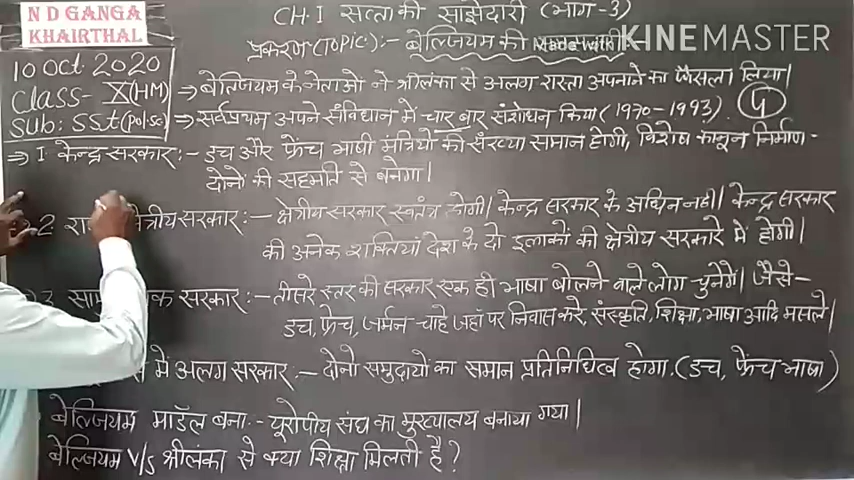 N D GANGA
KHAIRTHAL
CH.I सत्ता की साझेदारी (भाग-3)
प्रकरण (TOPIC):- बेल्जियम की
Made with KINEMASTER
10 Oct 2020
Class- X (HM)
SUB: SSt (Pol.Sc)
⇒ बेल्जियम के नेताओं ने श्रीलंका से अलग रास्ता अपनाने का फैसला लिया|
⇒ सर्वप्रथम अपने संविधान में चार बार संशोधन किया (1970-1993). 4
⇒ I. केन्द्र सरकार:- डच और फ्रेंच भाषी मंत्रियों की संख्या समान होगी, विशेष कानून निर्माण-
दोनों की सहमति से बनेगा|
2 क्षेत्रीय सरकार:- क्षेत्रीय सरकार स्वतंत्र होगी| केन्द्र सरकार के अधिन नही| केन्द्र सरकार
की अनेक शक्तियां देश के दो इलाकों की क्षेत्रीय सरकारे में होगी|
3 सरकार:- तीसरे स्तर की सरकार एक ही भाषा बोलने वाले लोग चुनेगें| जैसे-
डच, फ्रेंच, जर्मन-चाहे जहां पर निवास करे, संस्कृति, शिक्षा, भाषा आदि मसले|
में अलग सरकार:- दोनो समुदायों का समान प्रतिनिधित्व होगा. (डच, फ्रेंच भाषा)
बेल्जियम मॉडल बना:- यूरोपीय संघ का मुख्यालय बनाया गया|
बेल्जियम V/S श्रीलंका से क्या शिक्षा मिलती है?